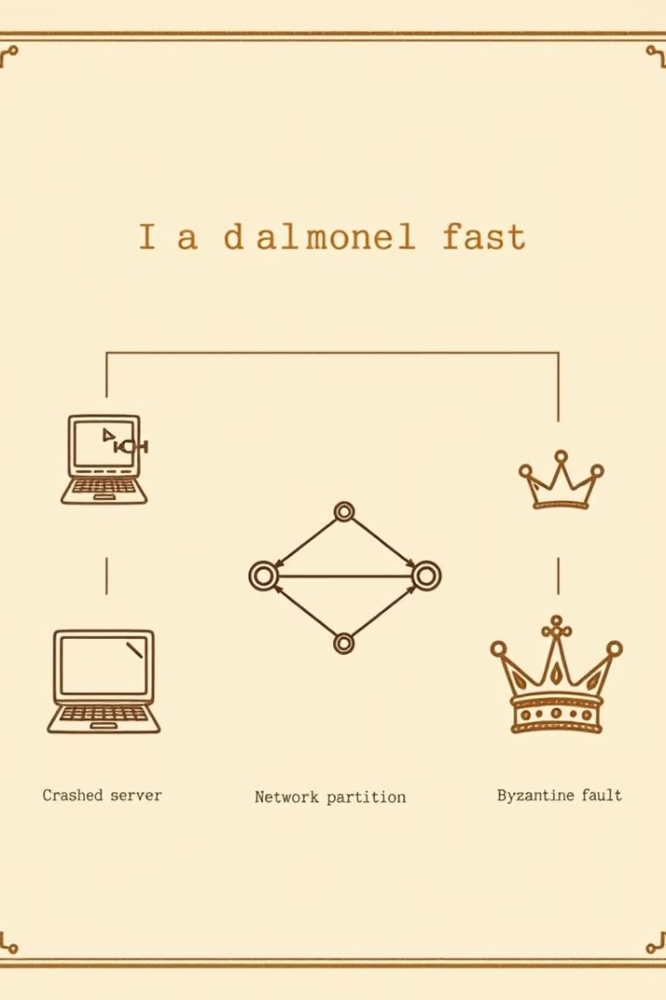 I a dalmonel fast
Crashed server
Network partition
Byzantine fault